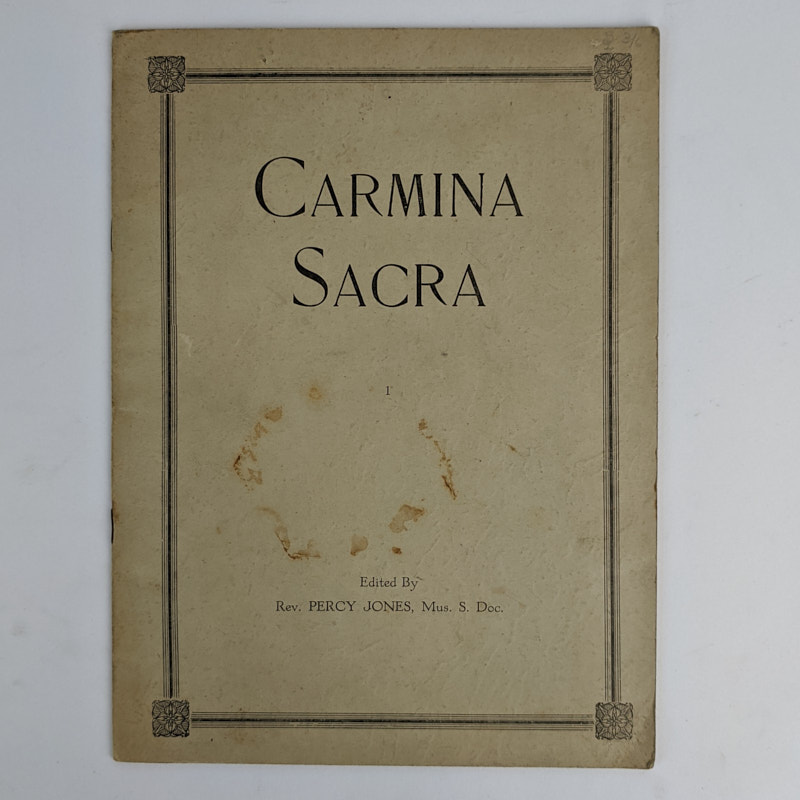 CARMINA
SACRA
I
Edited By
Rev. PERCY JONES, Mus. S. Doc.